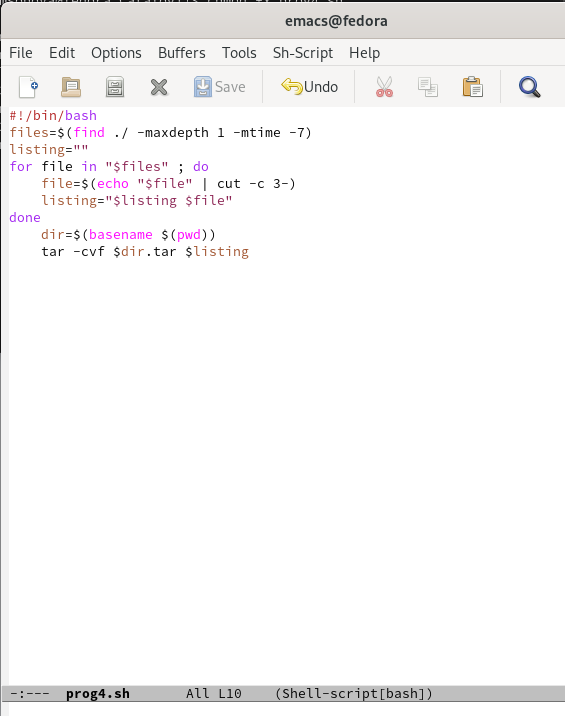 emacs@fedora
File Edit Options Buffers Tools Sh-Script Help
Save Undo
#!/bin/bash
files=$(find ./ -maxdepth 1 -mtime -7)
listing=""
for file in "$files" ; do
    file=$(echo "$file" | cut -c 3-)
    listing="$listing $file"
done
    dir=$(basename $(pwd))
    tar -cvf $dir.tar $listing
-:--- prog4.sh All L10 (Shell-script[bash])